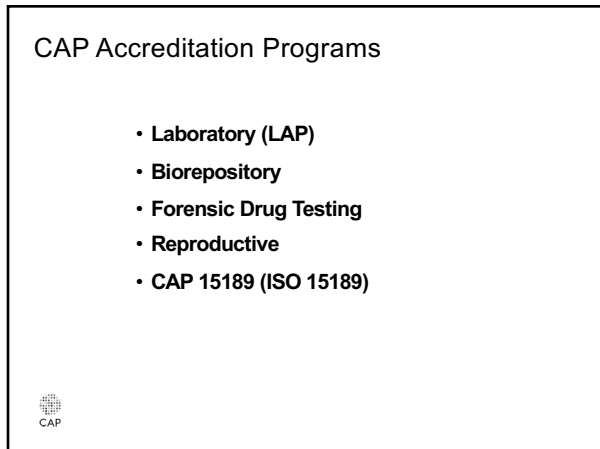 CAP Accreditation Programs
• Laboratory (LAP)
• Biorepository
• Forensic Drug Testing
• Reproductive
• CAP 15189 (ISO 15189)
CAP